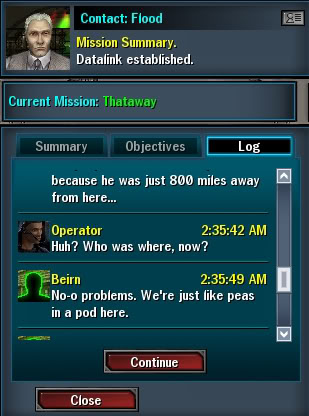 Contact: Flood
Mission Summary.
Datalink established.
Current Mission: Thataway
Summary
Objectives
Log
because he was just 800 miles away
from here...
Operator 2:35:42 AM
Huh? Who was where, now?
Beirn 2:35:49 AM
No-o problems. We're just like peas
in a pod here.
Continue
Close